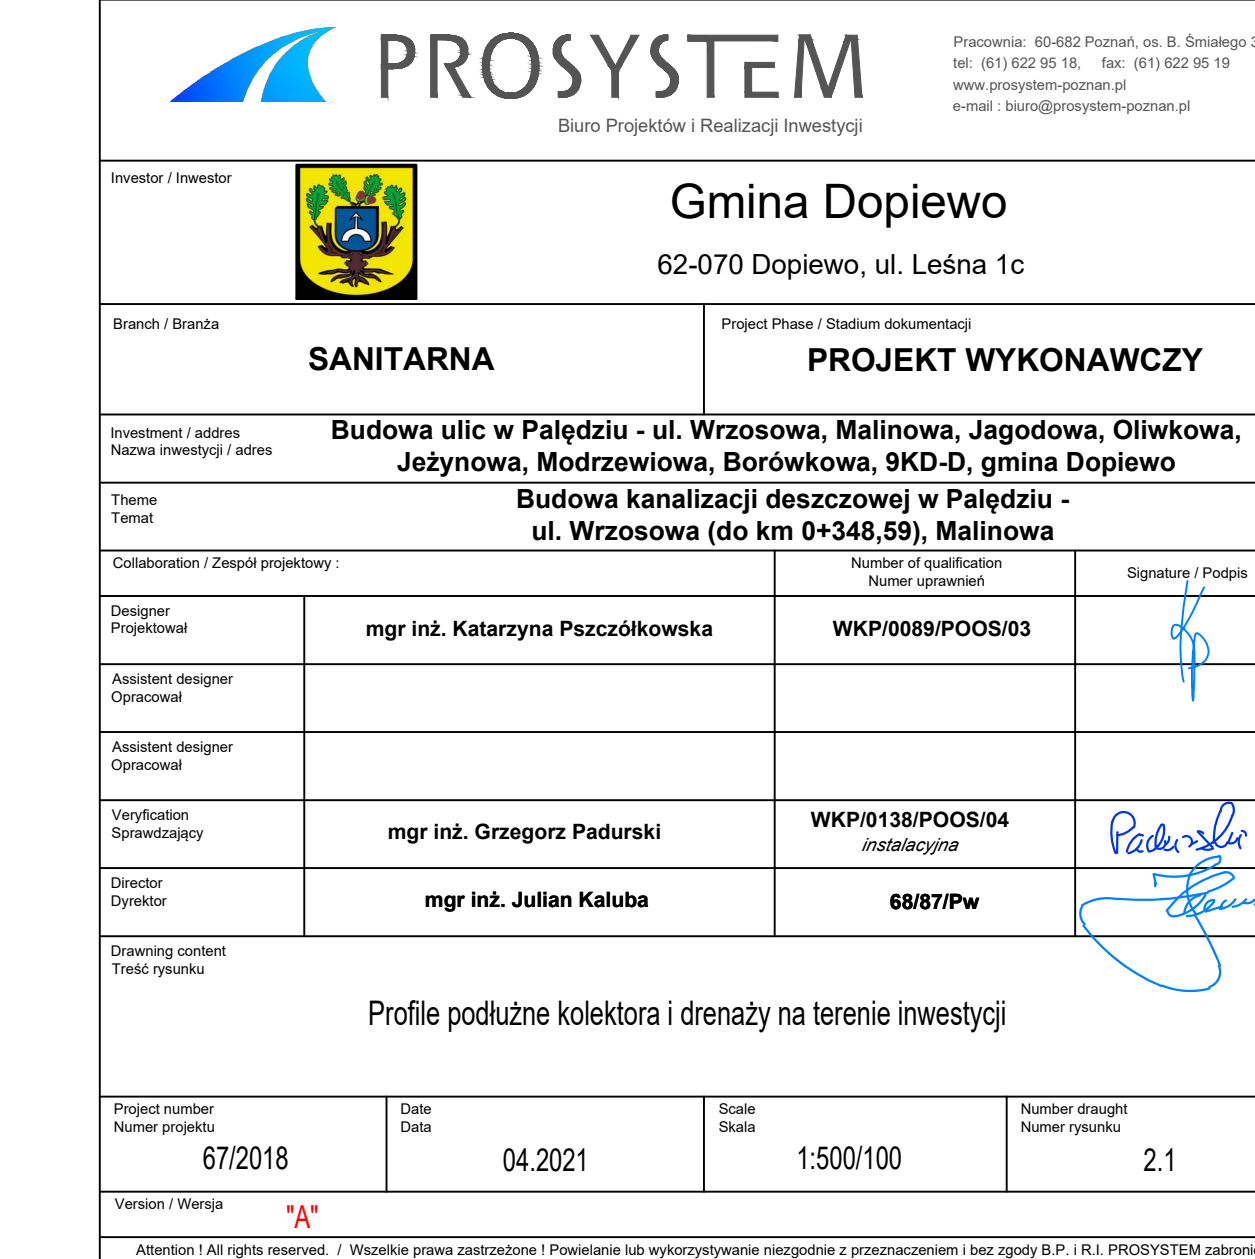 PROSYSTEM
Biuro Projektów i Realizacji Inwestycji
Pracownia: 60-682 Poznań, os. B. Śmiałego
tel: (61) 622 95 18, fax: (61) 622 95 19
www.prosystem-poznan.pl
e-mail : biuro@prosystem-poznan.pl
Investor / Inwestor
Gmina Dopiewo
62-070 Dopiewo, ul. Leśna 1c
Branch / Branża
SANITARNA
Project Phase / Stadium dokumentacji
PROJEKT WYKONAWCZY
Investment / addres
Nazwa inwestycji / adres
Budowa ulic w Palędziu - ul. Wrzosowa, Malinowa, Jagodowa, Oliwkowa,
Jeżynowa, Modrzewiowa, Borówkowa, 9KD-D, gmina Dopiewo
Theme
Temat
Budowa kanalizacji deszczowej w Palędziu -
ul. Wrzosowa (do km 0+348,59), Malinowa
Collaboration / Zespół projektowy :
Number of qualification
Numer uprawnień
Signature / Podpis
Designer
Projektował
mgr inż. Katarzyna Pszczółkowska
WKP/0089/POOS/03
Kp
Assistent designer
Opracował
Assistent designer
Opracował
Veryfication
Sprawdzający
mgr inż. Grzegorz Padurski
WKP/0138/POOS/04
instalacyjna
Padurski
Director
Dyrektor
mgr inż. Julian Kaluba
68/87/Pw
Drawning content
Treść rysunku
Profile podłużne kolektora i drenaży na terenie inwestycji
Project number
Numer projektu
67/2018
Date
Data
04.2021
Scale
Skala
1:500/100
Number draught
Numer rysunku
2.1
Version / Wersja
"A"
Attention ! All rights reserved. / Wszelkie prawa zastrzeżone ! Powielanie lub wykorzystywanie niezgodnie z przeznaczeniem i bez zgody B.P. i R.I. PROSYSTEM zabronie